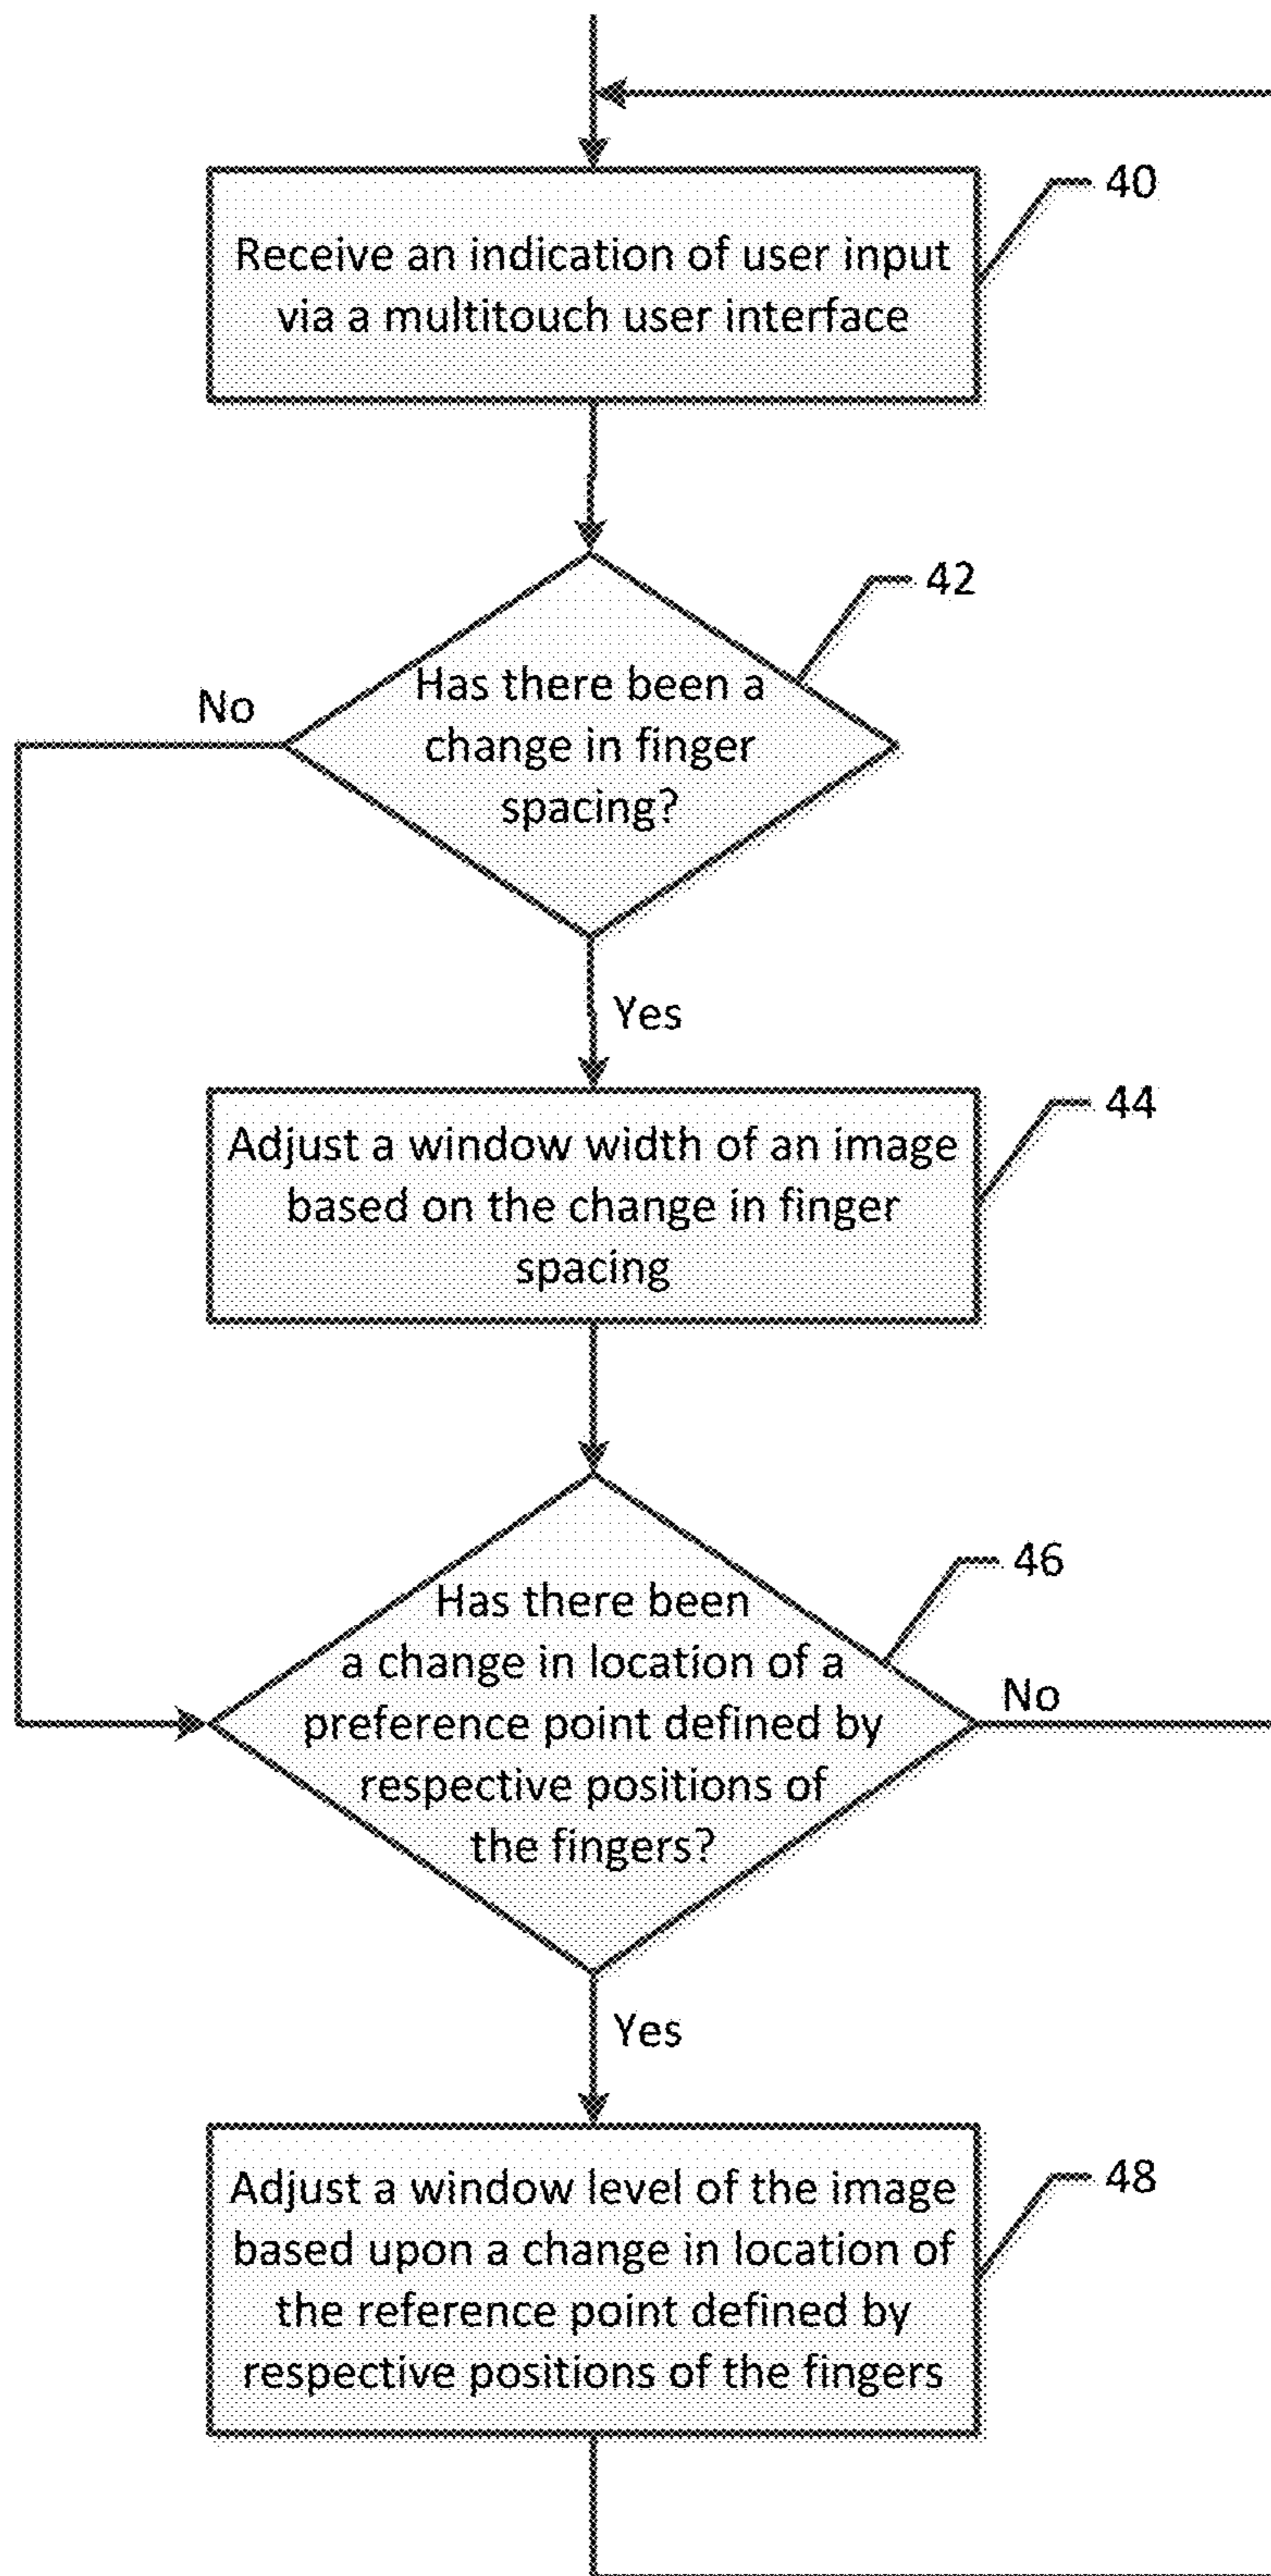 40
Receive an indication of user input
via a multitouch user interface
42
Has there been a
change in finger
spacing?
No
Yes
44
Adjust a window width of an image
based on the change in finger
spacing
46
Has there been
a change in location of a
preference point defined by
respective positions of
the fingers?
No
Yes
48
Adjust a window level of the image
based upon a change in location of
the reference point defined by
respective positions of the fingers